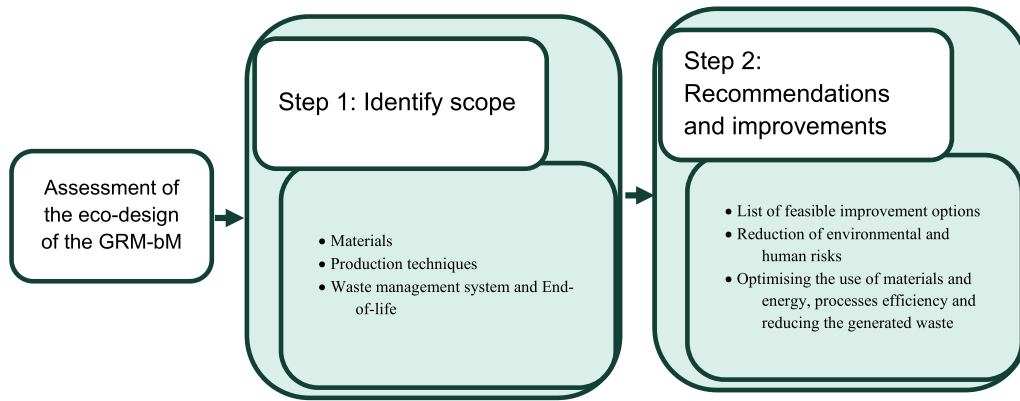 Assessment of
the eco-design
of the GRM-bM
Step 1: Identify scope
• Materials
• Production techniques
• Waste management system and End-
of-life
Step 2:
Recommendations
and improvements
• List of feasible improvement options
• Reduction of environmental and
human risks
• Optimising the use of materials and
energy, processes efficiency and
reducing the generated waste